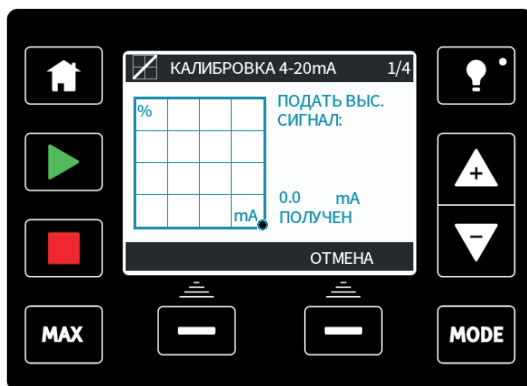 КАЛИБРОВКА 4-20mA 1/4
%
ПОДАТЬ ВЫС.
СИГНАЛ:
0.0 mA
mA
ПОЛУЧЕН
ОТМЕНА
MAX
MODE